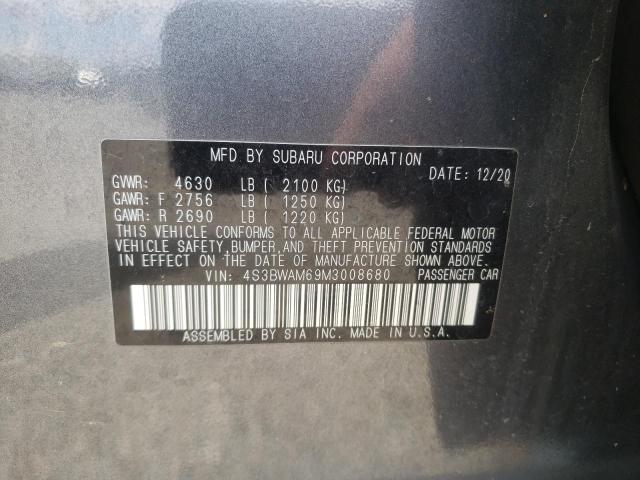 MFD BY SUBARU CORPORATION
DATE: 12/20
GVWR: 4630 LB ( 2100 KG)
GAWR: F 2756 LB ( 1250 KG)
GAWR: R 2690 LB ( 1220 KG)
THIS VEHICLE CONFORMS TO ALL APPLICABLE FEDERAL MOTOR
VEHICLE SAFETY, BUMPER, AND THEFT PREVENTION STANDARDS
IN EFFECT ON THE DATE OF MANUFACTURE SHOWN ABOVE.
VIN: 4S3BWAM69M3008680 PASSENGER CAR
ASSEMBLED BY SIA INC. MADE IN U.S.A.